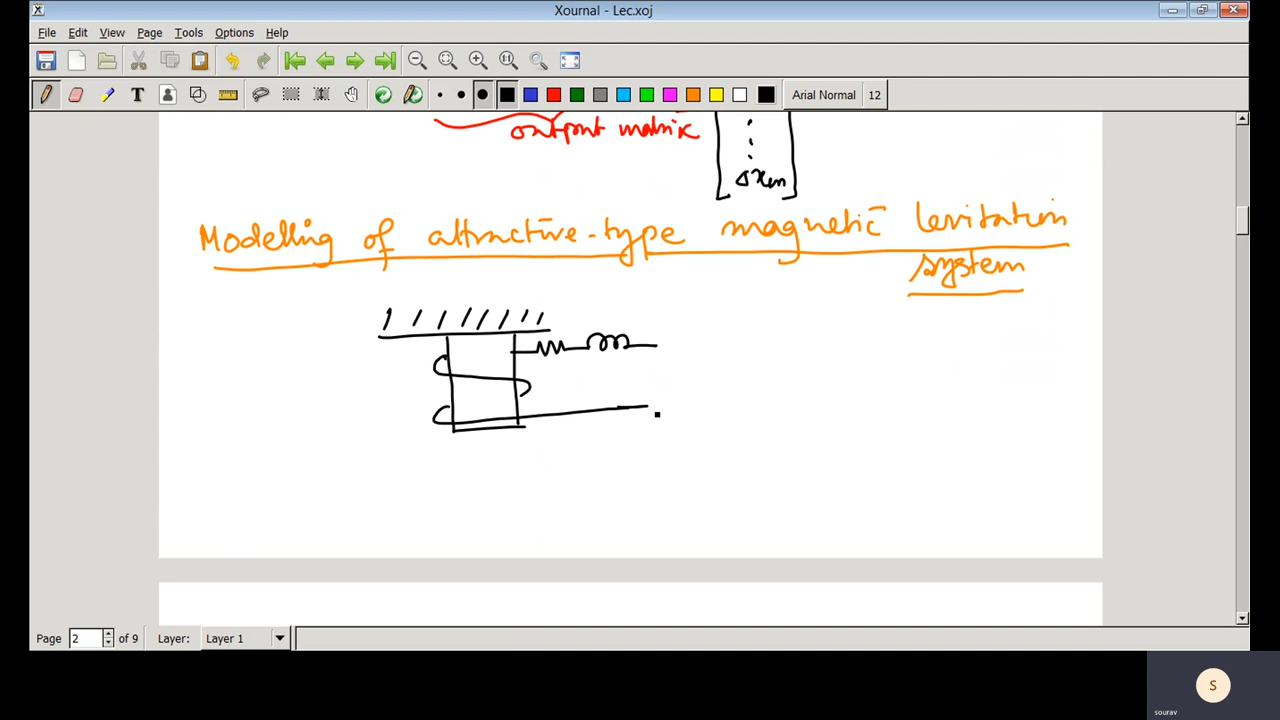 Xournal - Lec.xoj
File Edit View Page Tools Options Help
Arial Normal 12
output matrix
⋮
Δxm
Modelling of attractive-type magnetic levitation
system
Page 2 of 9 Layer: Layer 1
S
sourav